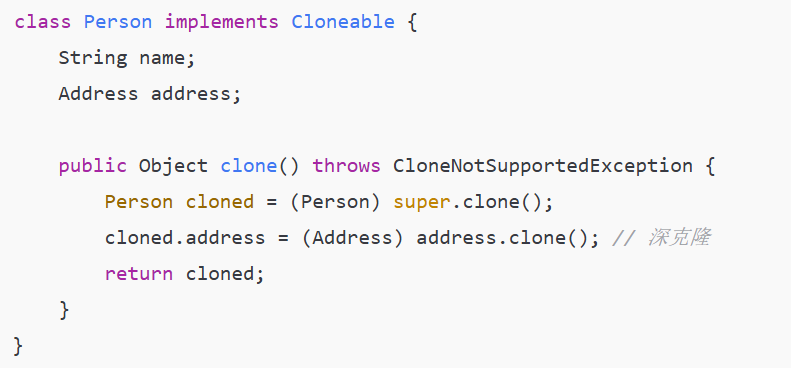 class Person implements Cloneable {
    String name;
    Address address;

    public Object clone() throws CloneNotSupportedException {
        Person cloned = (Person) super.clone();
        cloned.address = (Address) address.clone(); // 深克隆
        return cloned;
    }
}